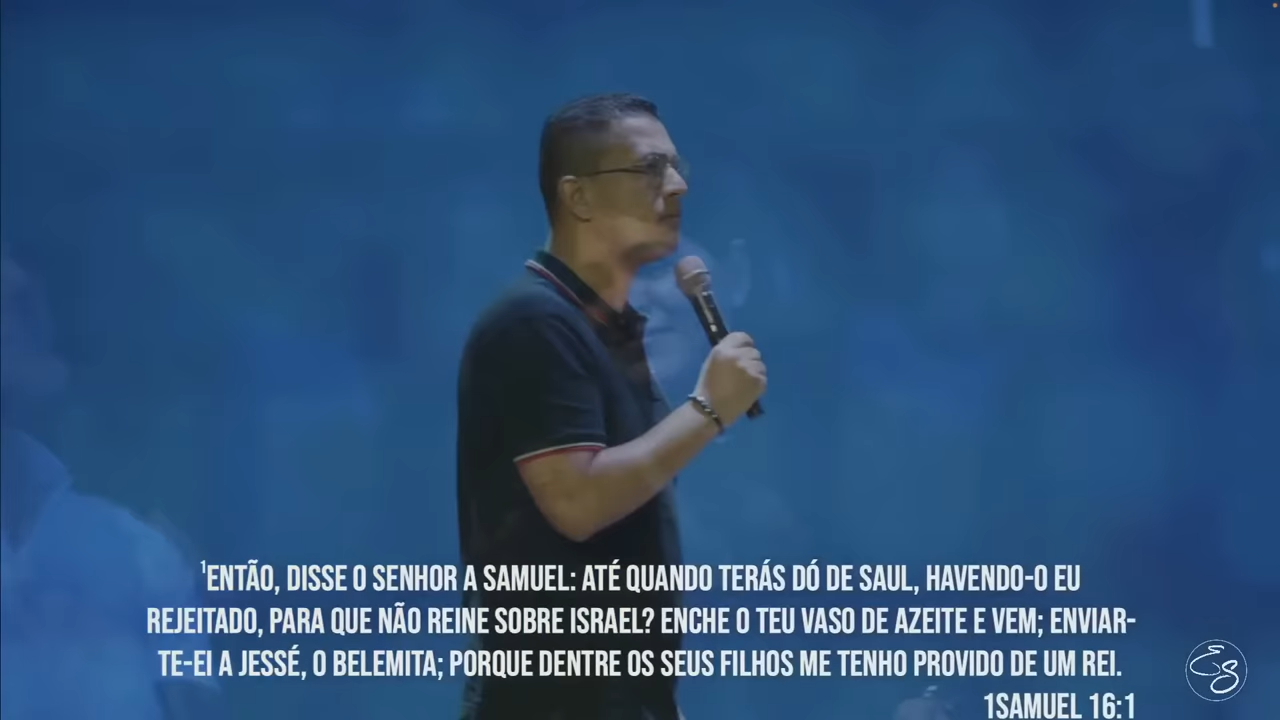 ¹ENTÃO, DISSE O SENHOR A SAMUEL: ATÉ QUANDO TERÁS DÓ DE SAUL, HAVENDO-O EU
REJEITADO, PARA QUE NÃO REINE SOBRE ISRAEL? ENCHE O TEU VASO DE AZEITE E VEM; ENVIAR-
TE-EI A JESSÉ, O BELEMITA; PORQUE DENTRE OS SEUS FILHOS ME TENHO PROVIDO DE UM REI.
1SAMUEL 16:1
ES